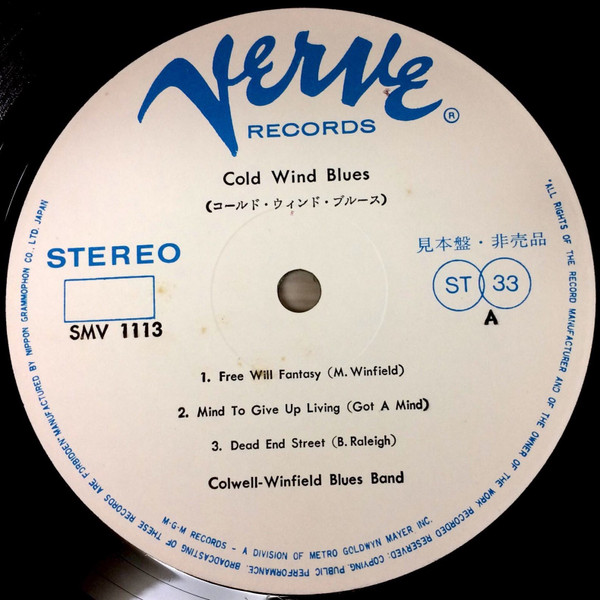 Verve
RECORDS
®
Cold Wind Blues
(コールド・ウィンド・ブルース)
STEREO
見本盤・非売品
ST 33
SMV 1113
A
1. Free Will Fantasy (M. Winfield)
2. Mind To Give Up Living (Got A Mind)
3. Dead End Street (B. Raleigh)
Colwell-Winfield Blues Band
M-G-M RECORDS - A DIVISION OF METRO GOLDWYN MAYER INC.
"ALL RIGHTS OF THE RECORD MANUFACTURER AND OF THE OWNER OF THE WORK RECORDED RESERVED: COPYING, PUBLIC PERFORMANCE, BROADCASTING OF THESE RECORDS ARE FORBIDDEN" MANUFACTURED BY NIPPON GRAMMOPHON CO., LTD. JAPAN